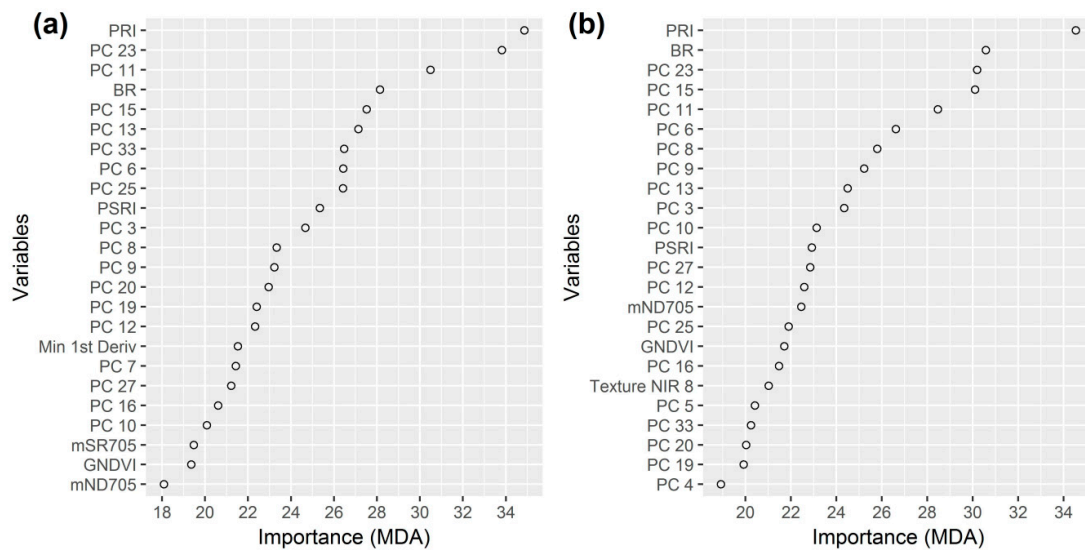 (a)
Variables
PRI
PC 23
PC 11
BR
PC 15
PC 13
PC 33
PC 6
PC 25
PSRI
PC 3
PC 8
PC 9
PC 20
PC 19
PC 12
Min 1st Deriv
PC 7
PC 27
PC 16
PC 10
mSR705
GNDVI
mND705
18 20 22 24 26 28 30 32 34
Importance (MDA)
(b)
Variables
PRI
BR
PC 23
PC 15
PC 11
PC 6
PC 8
PC 9
PC 13
PC 3
PC 10
PSRI
PC 27
PC 12
mND705
PC 25
GNDVI
PC 16
Texture NIR 8
PC 5
PC 33
PC 20
PC 19
PC 4
20 22 24 26 28 30 32 34
Importance (MDA)